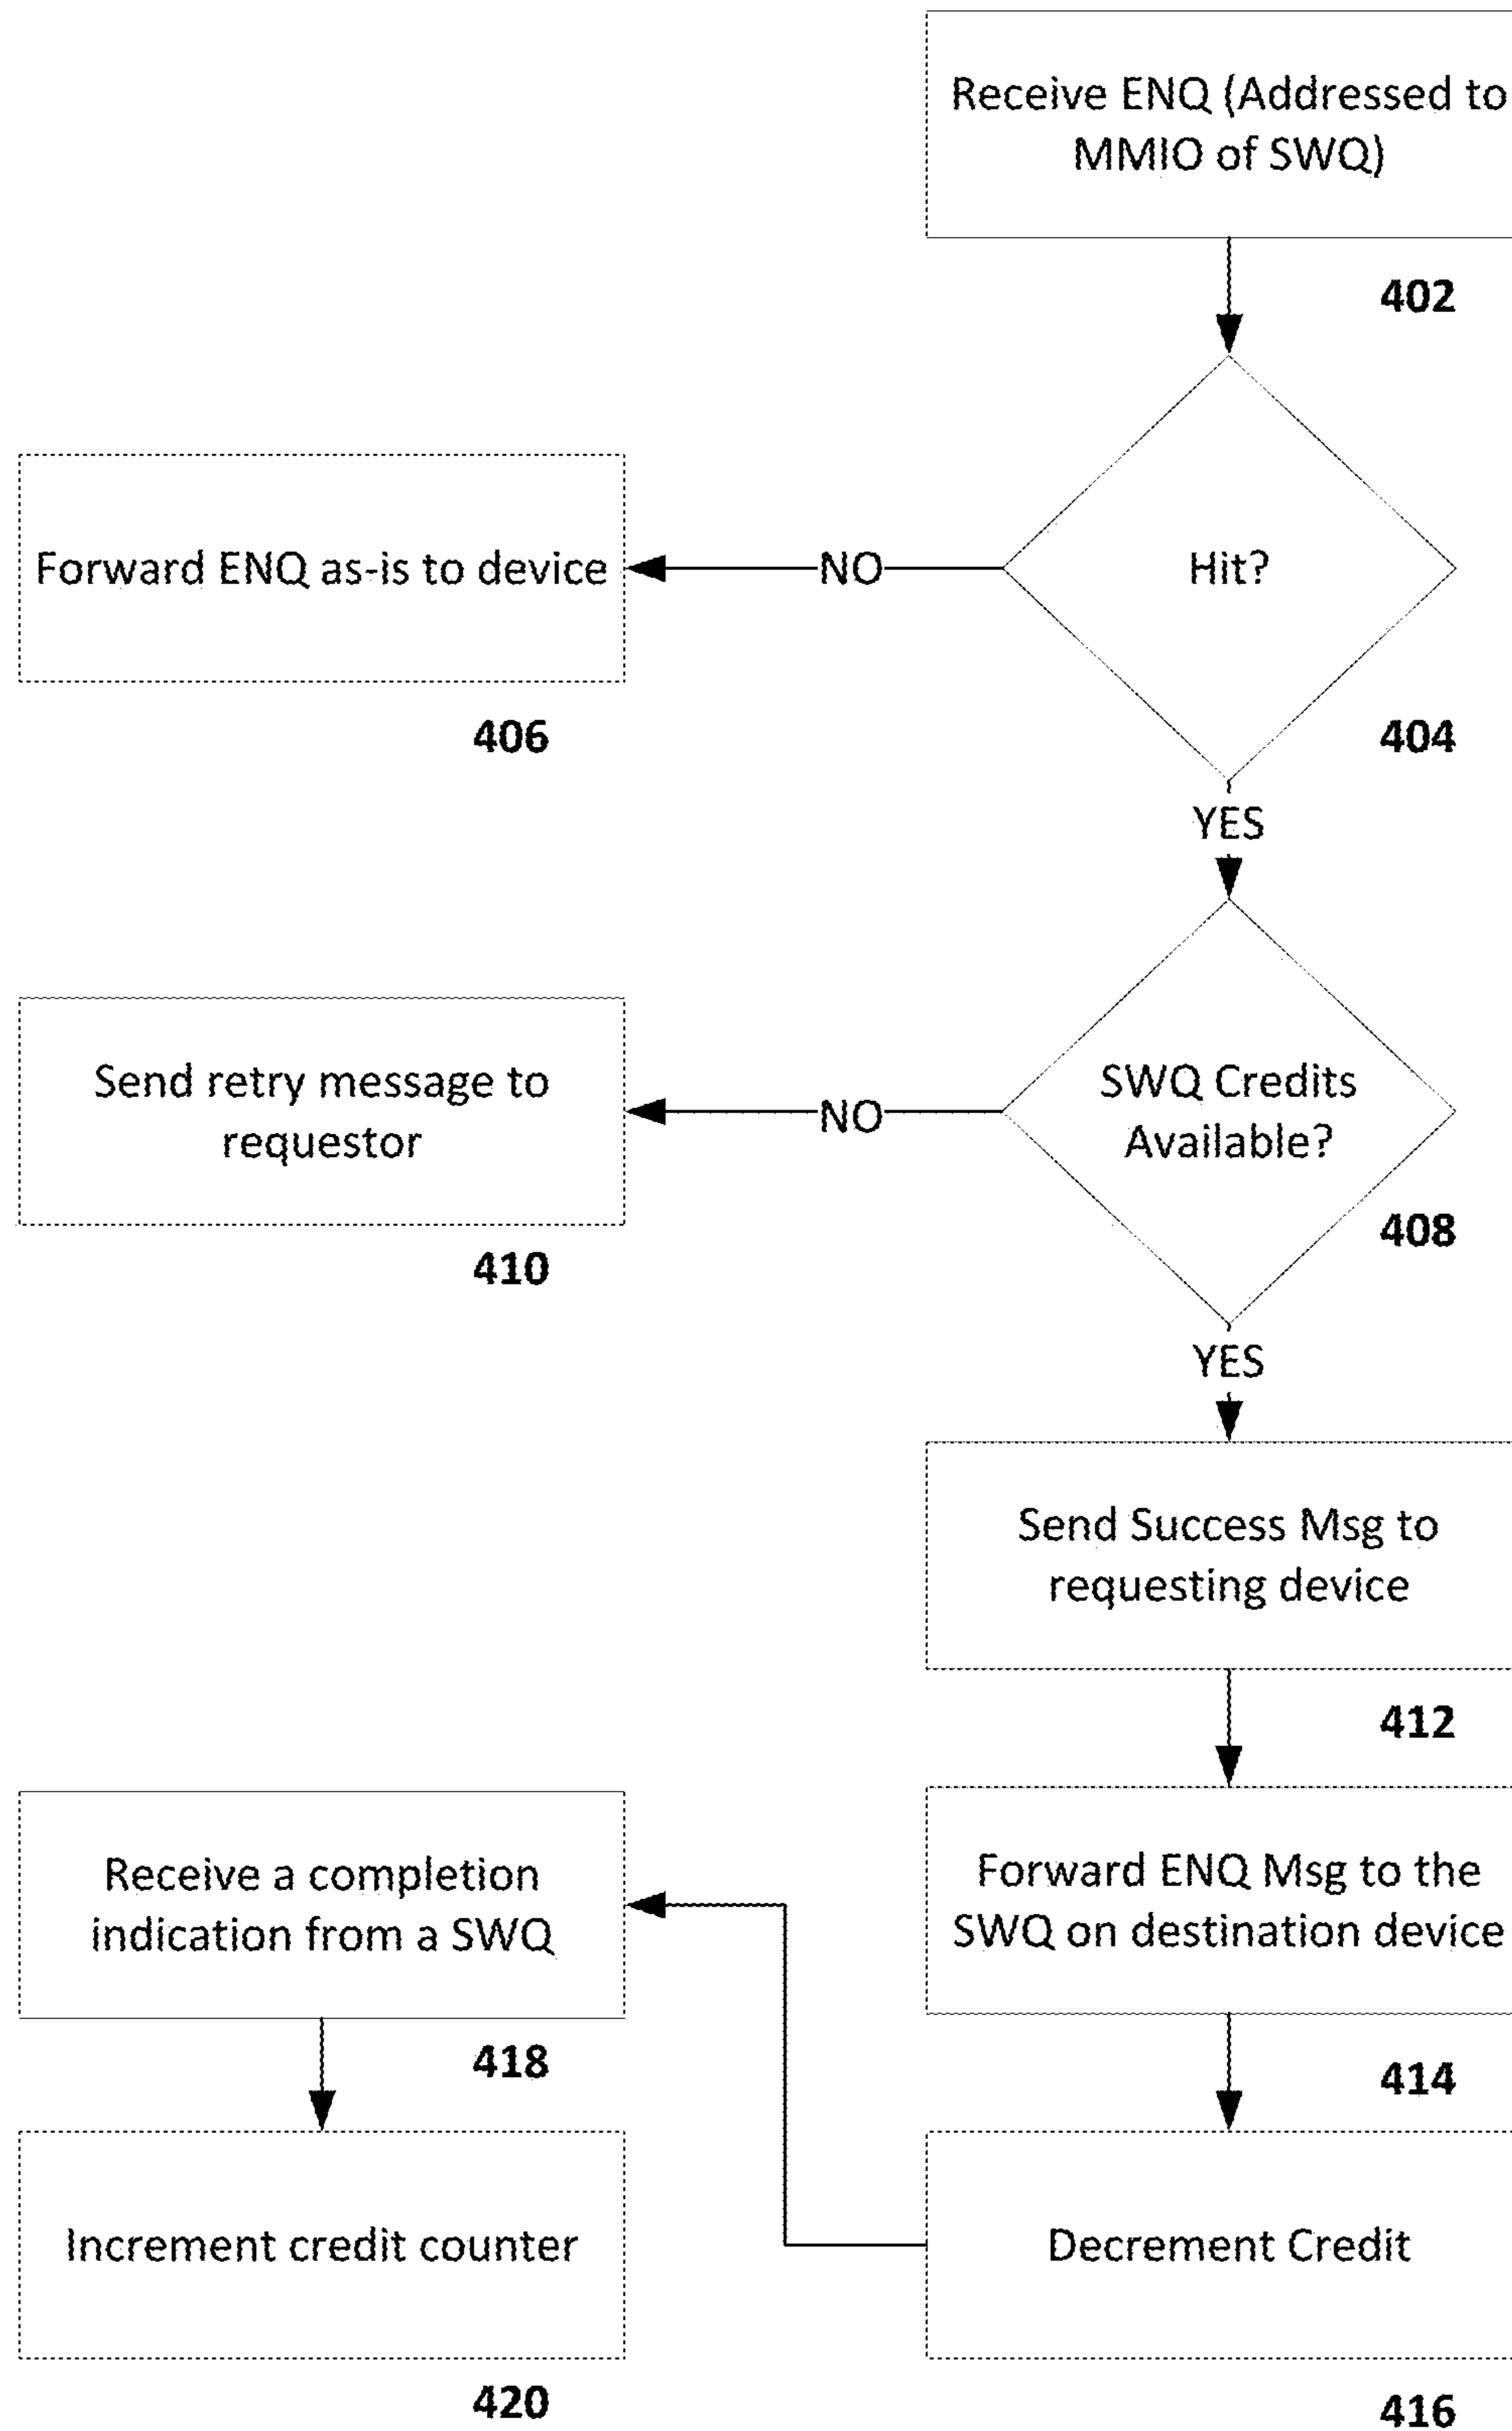 Receive ENQ (Addressed to
MMIO of SWQ)
402
Hit?
NO
Forward ENQ as-is to device
406
404
YES
SWQ Credits
Available?
NO
Send retry message to
requestor
408
410
YES
Send Success Msg to
requesting device
412
Forward ENQ Msg to the
SWQ on destination device
414
Receive a completion
indication from a SWQ
418
Decrement Credit
416
Increment credit counter
420